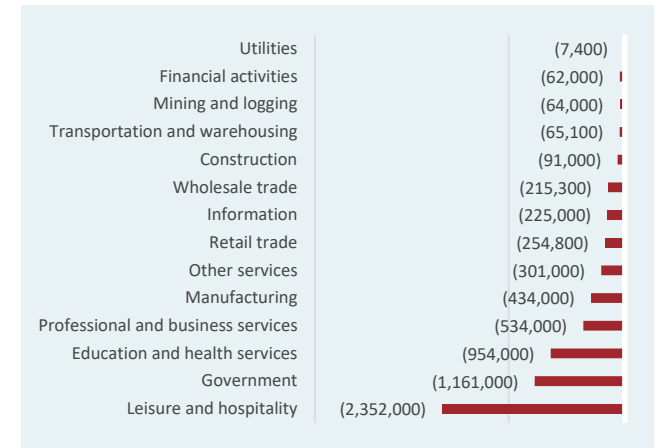 Utilities (7,400)
Financial activities (62,000)
Mining and logging (64,000)
Transportation and warehousing (65,100)
Construction (91,000)
Wholesale trade (215,300)
Information (225,000)
Retail trade (254,800)
Other services (301,000)
Manufacturing (434,000)
Professional and business services (534,000)
Education and health services (954,000)
Government (1,161,000)
Leisure and hospitality (2,352,000)